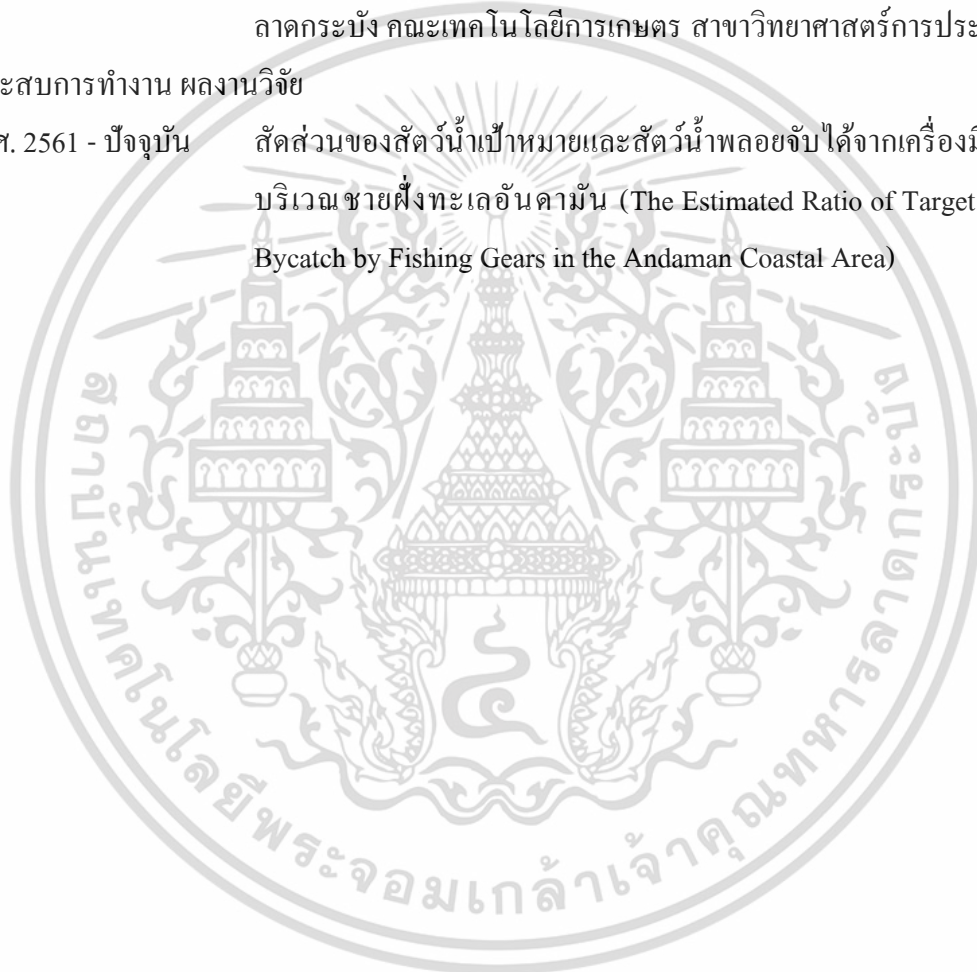 ลาดกระบัง คณะเทคโนโลยีการเกษตร สาขาวิทยาศาสตร์การประ
ะสบการทำงาน ผลงานวิจัย
ศ. 2561 - ปัจจุบัน สัดส่วนของสัตว์น้ำเป้าหมายและสัตว์น้ำพลอยจับได้จากเครื่องมื
บริเวณชายฝั่งทะเลอันดามัน (The Estimated Ratio of Target
Bycatch by Fishing Gears in the Andaman Coastal Area)
สถาบันเทคโนโลยีพระจอมเกล้าเจ้าคุณทหารลาดกระบัง